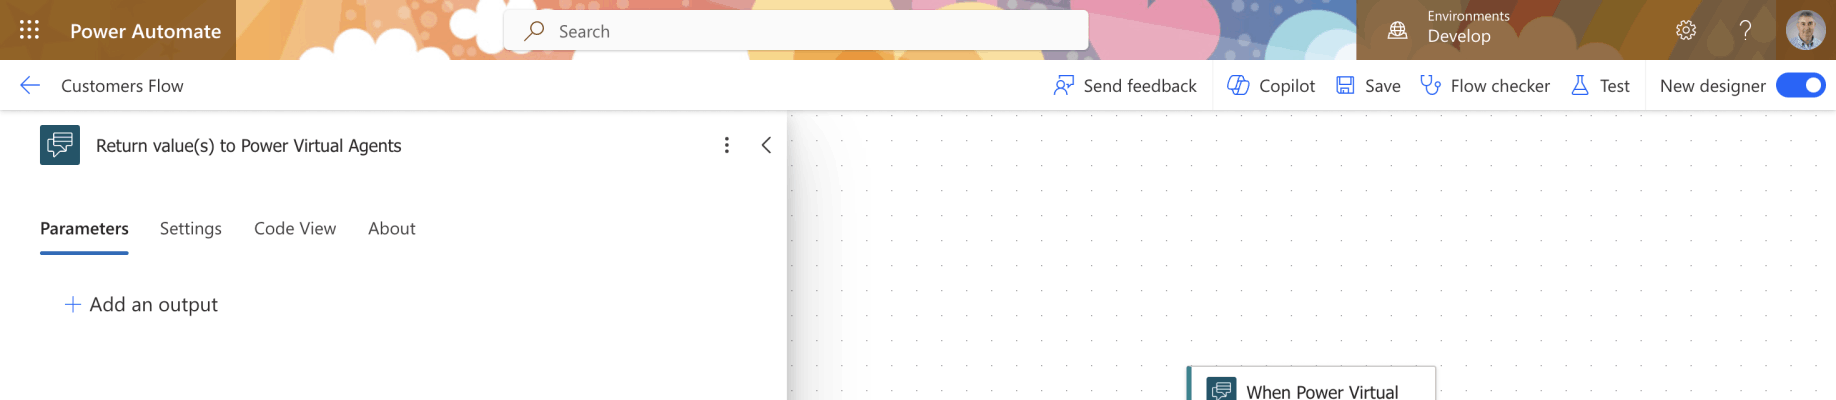 Power Automate
Search
Environments
Develop
?
Customers Flow
Send feedback
Copilot
Save
Flow checker
Test
New designer
Return value(s) to Power Virtual Agents
Parameters
Settings
Code View
About
+ Add an output
When Power Virtual